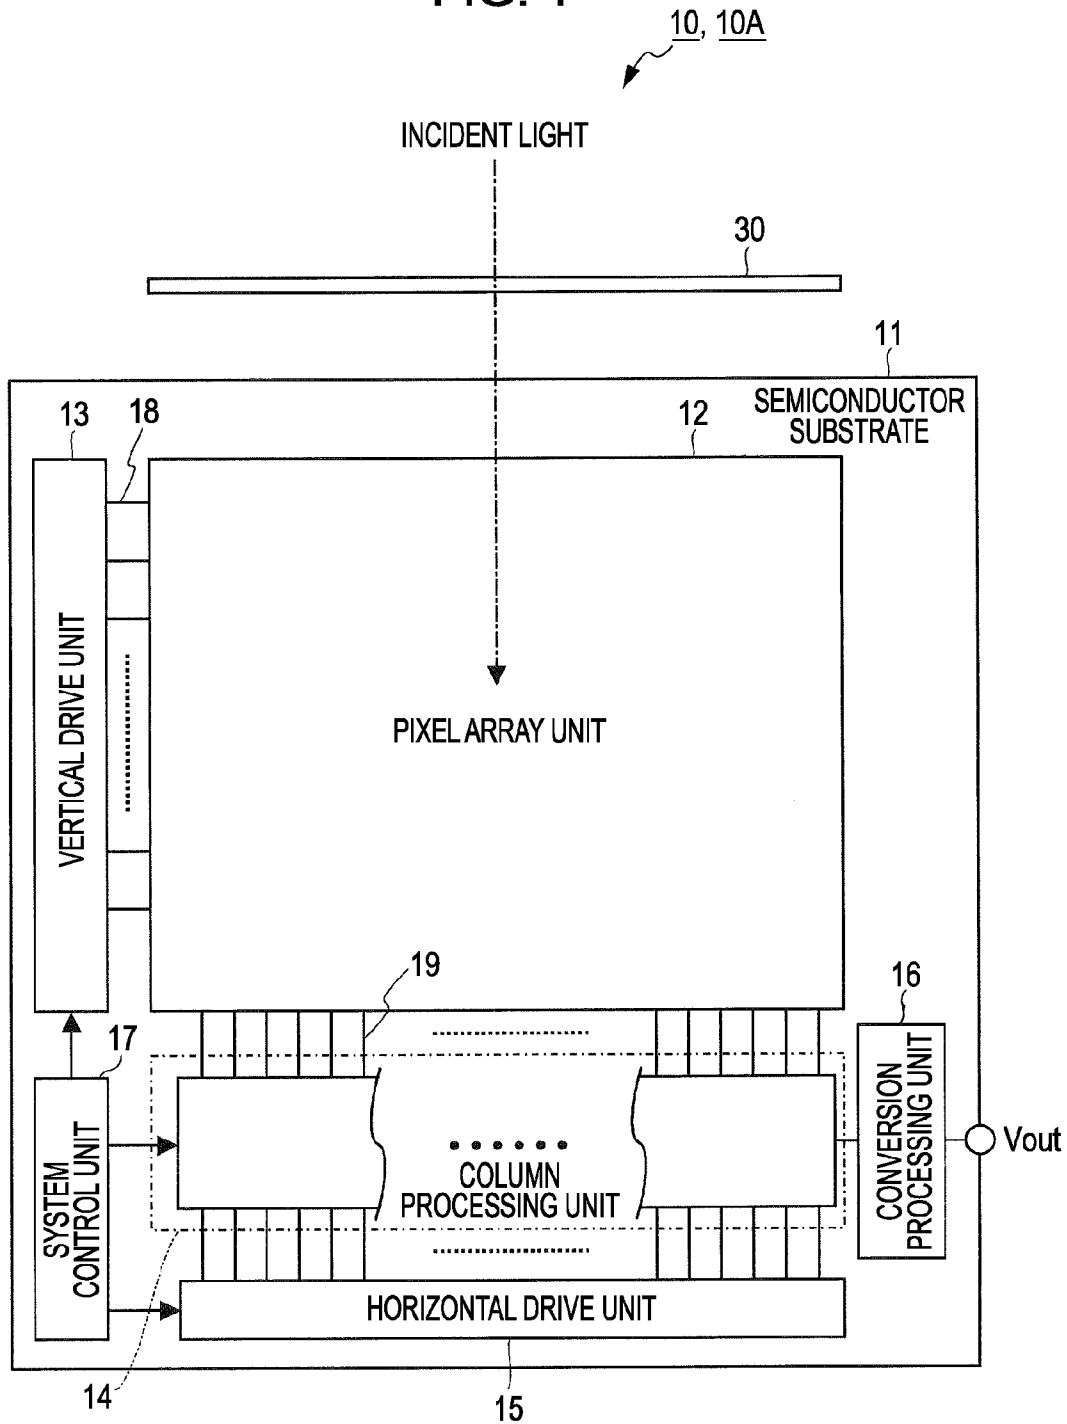 10, 10A
INCIDENT LIGHT
30
11
SEMICONDUCTOR
SUBSTRATE
13
18
12
VERTICAL DRIVE UNIT
PIXEL ARRAY UNIT
19
16
17
SYSTEM
CONTROL UNIT
COLUMN
PROCESSING UNIT
CONVERSION
PROCESSING UNIT
Vout
HORIZONTAL DRIVE UNIT
14
15